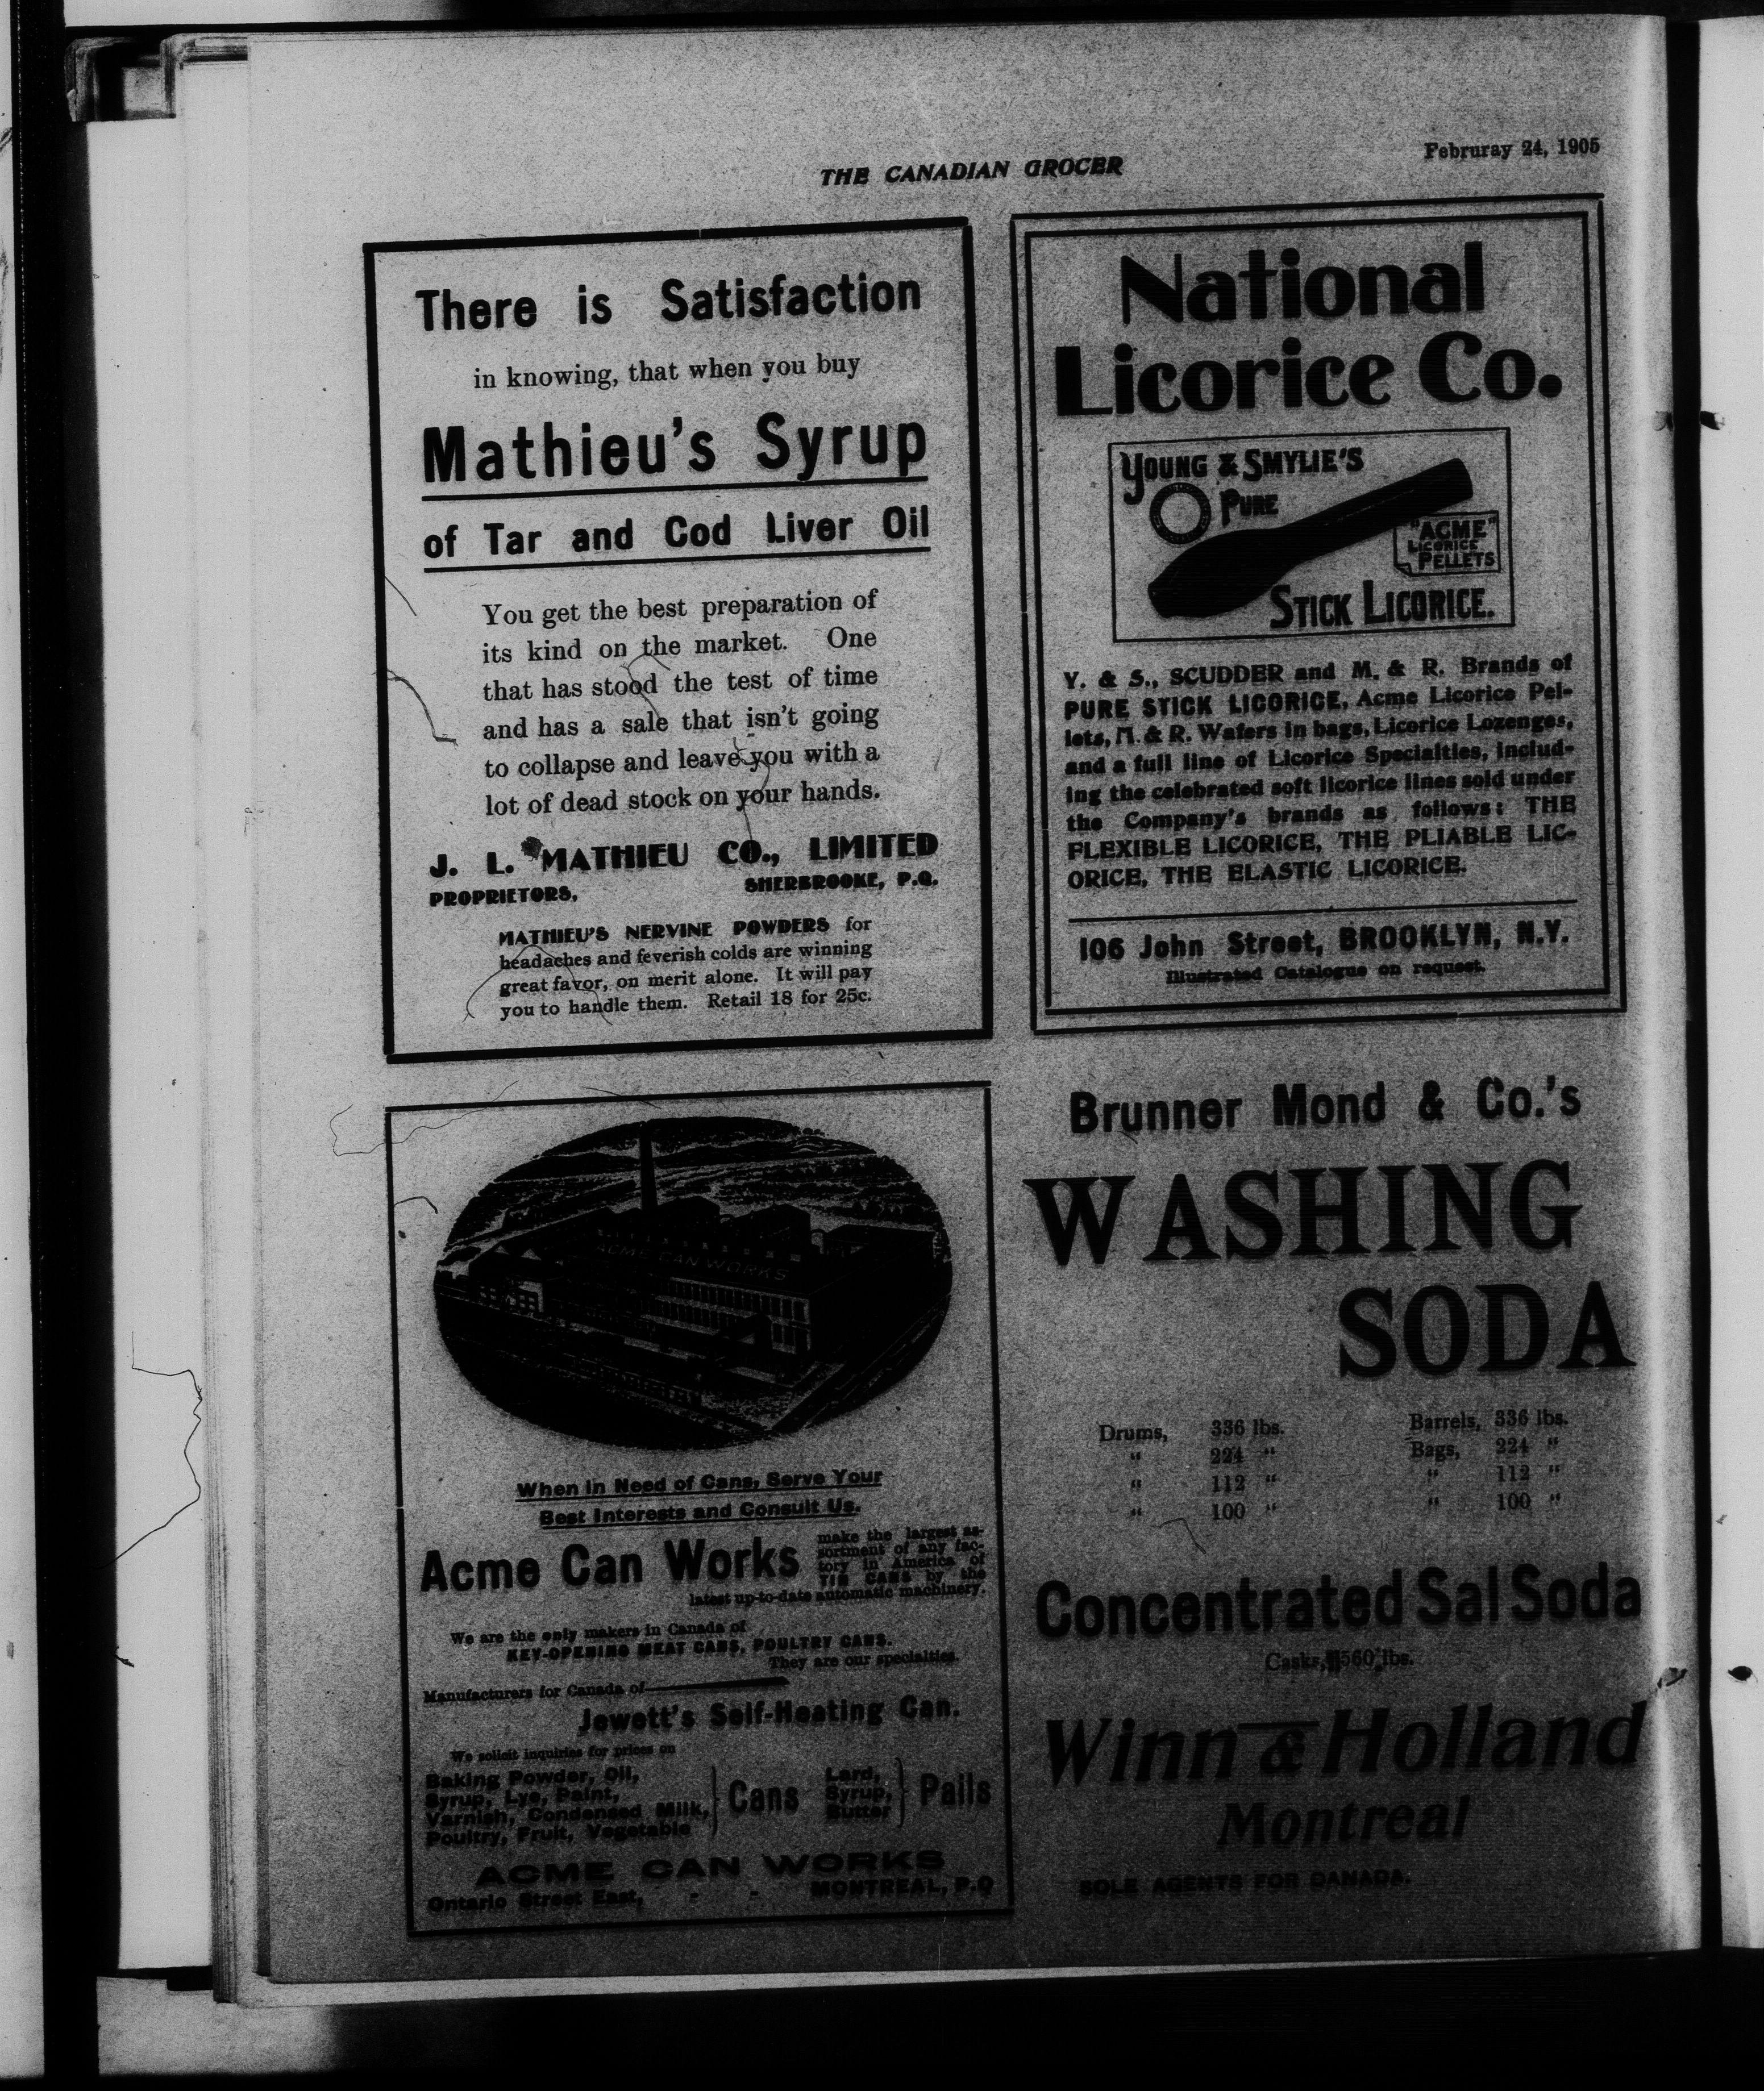 THE CANADIAN GROCER
Februray 24, 1905
There is Satisfaction
in knowing, that when you buy
Mathieu's Syrup
of Tar and Cod Liver Oil
You get the best preparation of
its kind on the market. One
that has stood the test of time
and has a sale that isn't going
to collapse and leave you with a
lot of dead stock on your hands.
J. L. MATHIEU CO., LIMITED
PROPRIETORS, SHERBROOKE, P.Q.
MATHIEU'S NERVINE POWDERS for
headaches and feverish colds are winning
great favor, on merit alone. It will pay
you to handle them. Retail 18 for 25c.
National
Licorice Co.
YOUNG & SMYLIE'S
PURE
"ACME"
LICORICE
PELLETS
STICK LICORICE.
Y. & S., SCUDDER and M. & R. Brands of
PURE STICK LICORICE, Acme Licorice Pel-
lets, M. & R. Wafers in bags, Licorice Lozenges,
and a full line of Licorice Specialties, includ-
ing the celebrated soft licorice lines sold under
the Company's brands as follows: THE
FLEXIBLE LICORICE, THE PLIABLE LIC-
ORICE, THE ELASTIC LICORICE.
106 John Street, BROOKLYN, N.Y.
Illustrated Catalogue on request.
ACME CAN WORKS
When in Need of Cans, Serve Your
Best Interests and Consult Us.
Acme Can Works
make the largest as-
sortment of any fac-
tory in America of
TIN CANS by the
latest up-to-date automatic machinery.
We are the only makers in Canada of
KEY-OPENING MEAT CANS, POULTRY CANS.
They are our specialties.
Manufacturers for Canada of
Jewett's Self-Heating Can.
We solicit inquiries for prices on
Baking Powder, Oil,
Syrup, Lye, Paint,
Varnish, Condensed Milk,
Poultry, Fruit, Vegetable
Cans
Lard,
Syrup,
Butter
Pails
ACME CAN WORKS
Ontario Street East, - - MONTREAL, P.Q
Brunner Mond & Co.'s
WASHING
SODA
Drums, 336 lbs. Barrels, 336 lbs.
" 224 " Bags, 224 "
" 112 " " 112 "
" 100 " " 100 "
Concentrated Sal Soda
Casks, 560 lbs.
Winn & Holland
Montreal
SOLE AGENTS FOR CANADA.